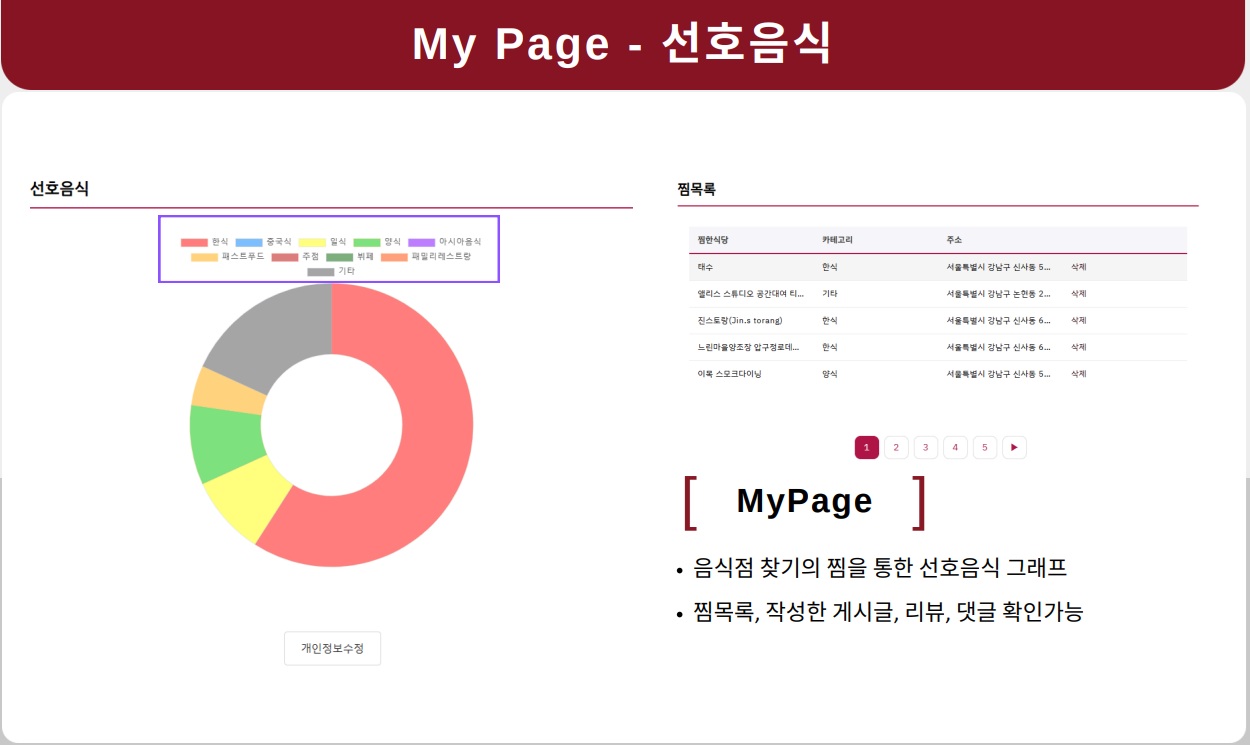 My Page - 선호음식
선호음식
한식 중국식 일식 양식 아시아음식
패스트푸드 주점 뷔페 패밀리레스토랑
기타
개인정보수정
찜목록
찜한식당 카테고리 주소
태수 한식 서울특별시 강남구 신사동 5... 삭제
앨리스 스튜디오 공간대여 티... 기타 서울특별시 강남구 논현동 2... 삭제
진스토랑(Jin.s torang) 한식 서울특별시 강남구 신사동 6... 삭제
느린마을양조장 압구정로데... 한식 서울특별시 강남구 신사동 6... 삭제
이목 스모크다이닝 양식 서울특별시 강남구 신사동 5... 삭제
1 2 3 4 5 ▶
[ MyPage ]
• 음식점 찾기의 찜을 통한 선호음식 그래프
• 찜목록, 작성한 게시글, 리뷰, 댓글 확인가능